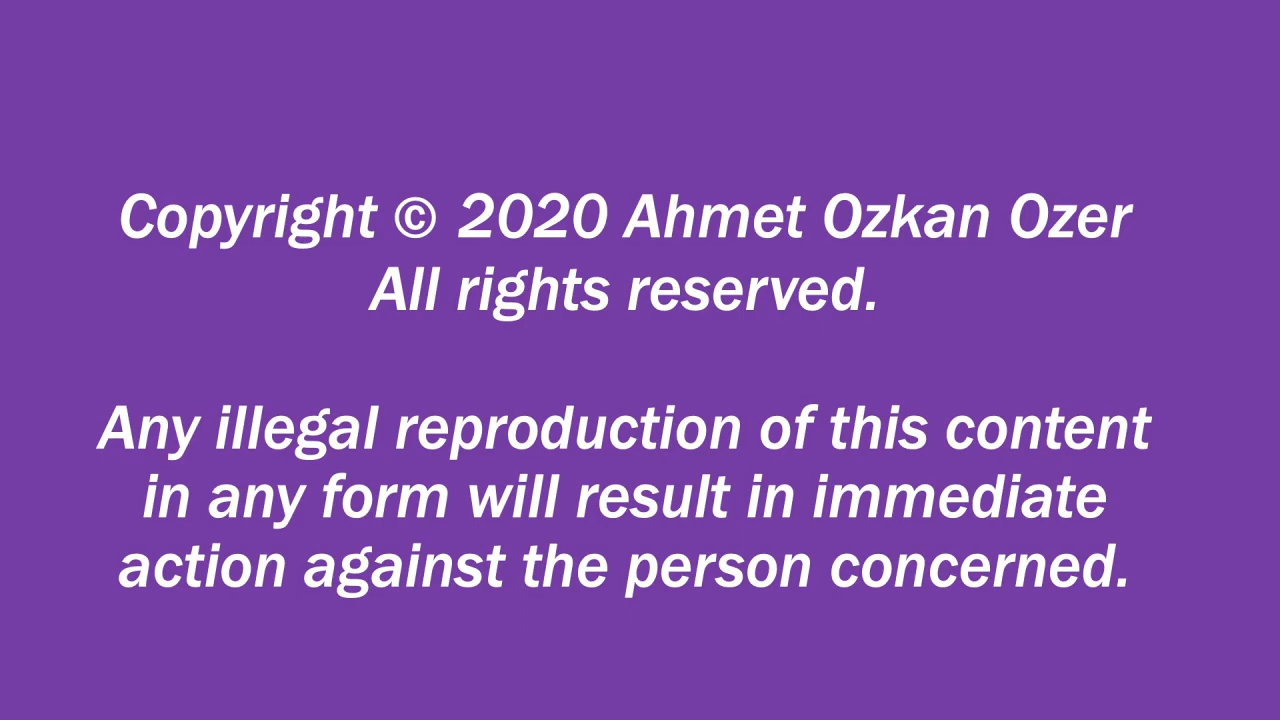 Copyright © 2020 Ahmet Ozkan Ozer
All rights reserved.
Any illegal reproduction of this content
in any form will result in immediate
action against the person concerned.